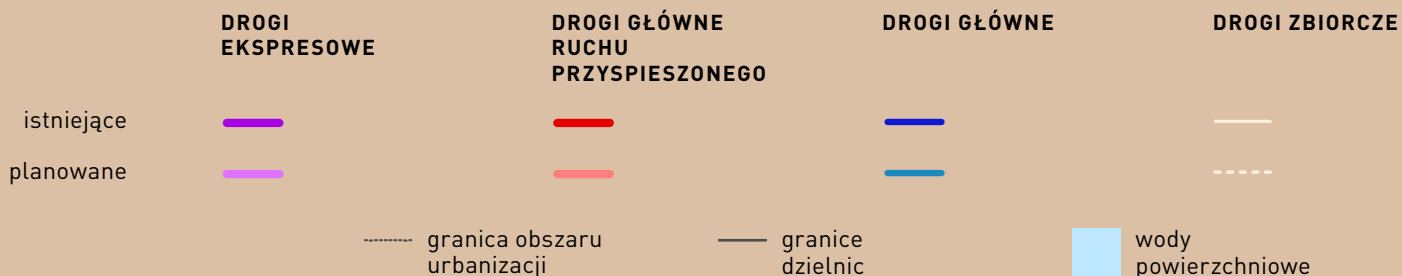 DROGI
EKSPRESOWE
DROGI GŁÓWNE
RUCHU
PRZYSPIESZONEGO
DROGI GŁÓWNE
DROGI ZBIORCZE
istniejące
planowane
granica obszaru
urbanizacji
granice
dzielnic
wody
powierzchniowe